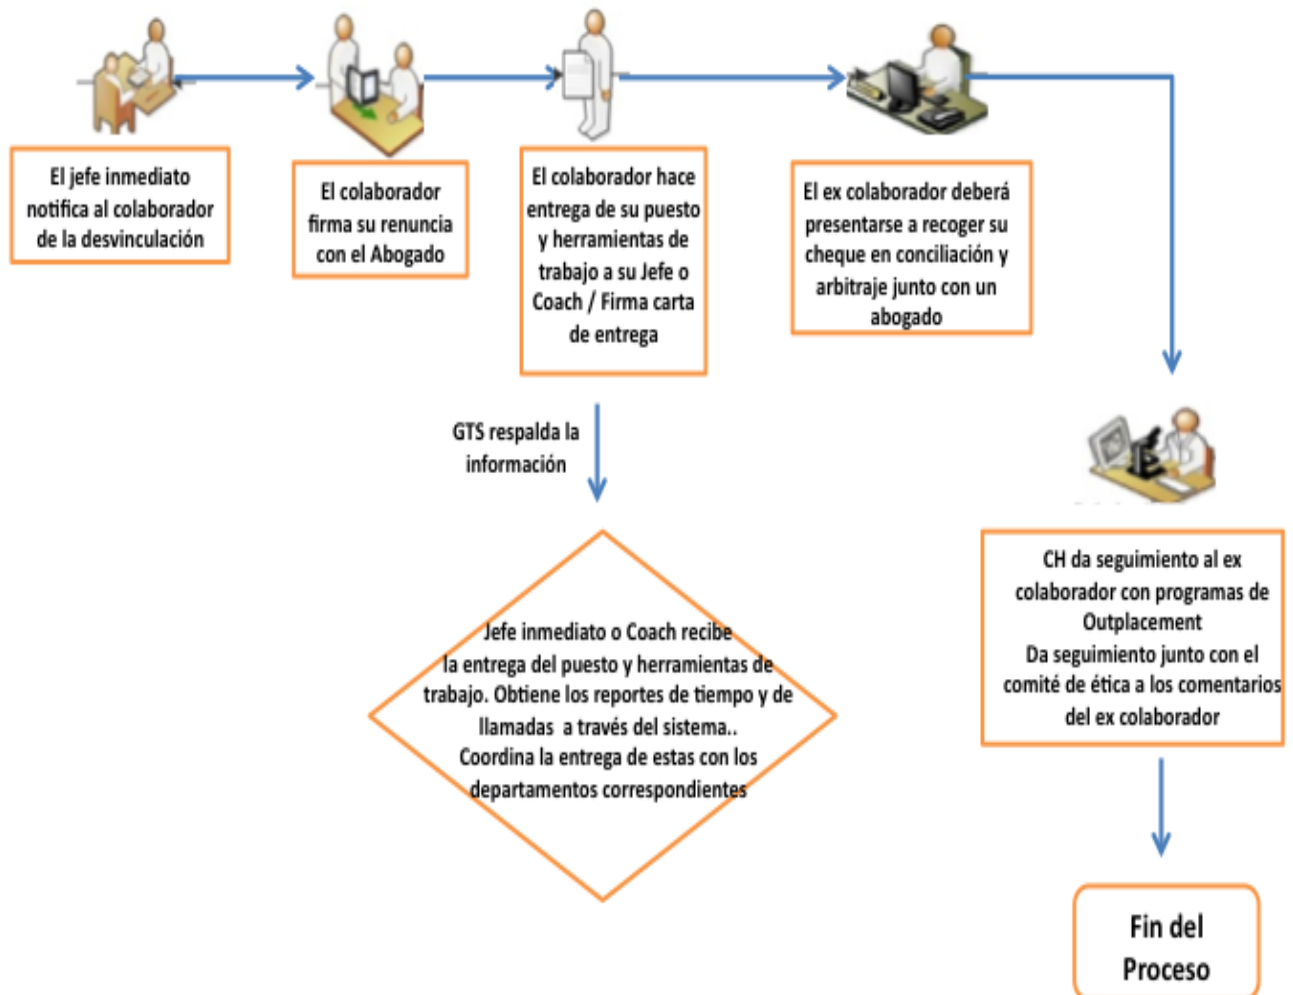 El jefe inmediato
notifica al colaborador
de la desvinculación
El colaborador
firma su renuncia
con el Abogado
El colaborador hace
entrega de su puesto
y herramientas de
trabajo a su Jefe o
Coach / Firma carta
de entrega
El ex colaborador deberá
presentarse a recoger su
cheque en conciliación y
arbitraje junto con un
abogado
GTS respalda la
información
Jefe inmediato o Coach recibe
la entrega del puesto y herramientas de
trabajo. Obtiene los reportes de tiempo y de
llamadas a través del sistema..
Coordina la entrega de estas con los
departamentos correspondientes
CH da seguimiento al ex
colaborador con programas de
Outplacement
Da seguimiento junto con el
comité de ética a los comentarios
del ex colaborador
Fin del
Proceso